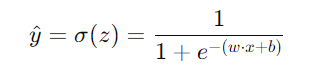 ŷ = σ(z) = 1 / (1 + e^{-(w·x+b)})